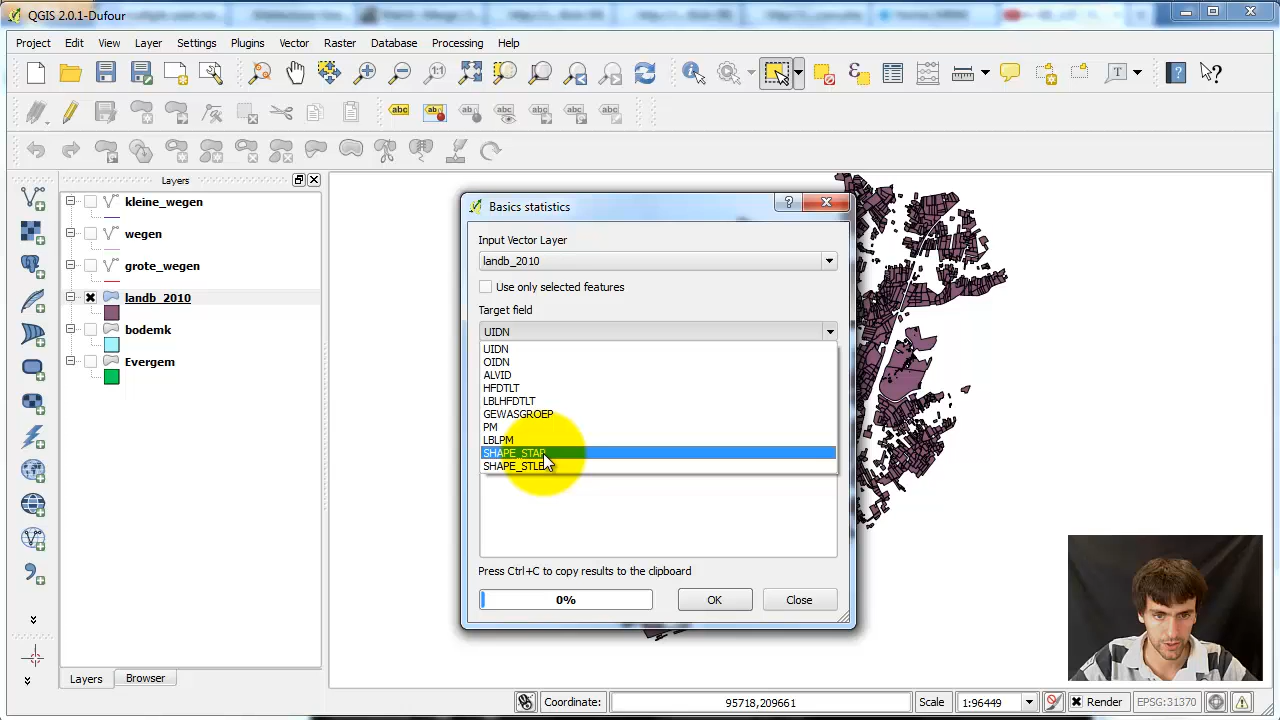 QGIS 2.0.1-Dufour
Project Edit View Layer Settings Plugins Vector Raster Database Processing Help
abc
Layers
kleine_wegen
wegen
grote_wegen
landb_2010
bodemk
Evergem
Layers Browser
Basics statistics
Input Vector Layer
landb_2010
Use only selected features
Target field
UIDN
UIDN
OIDN
ALVID
HFDTLT
LBLHFDTLT
GEWASGROEP
PM
LBLPM
SHAPE_STAR
SHAPE_STLE
Press Ctrl+C to copy results to the clipboard
0% OK Close
Coordinate: 95718,209661 Scale 1:96449 Render EPSG:31370